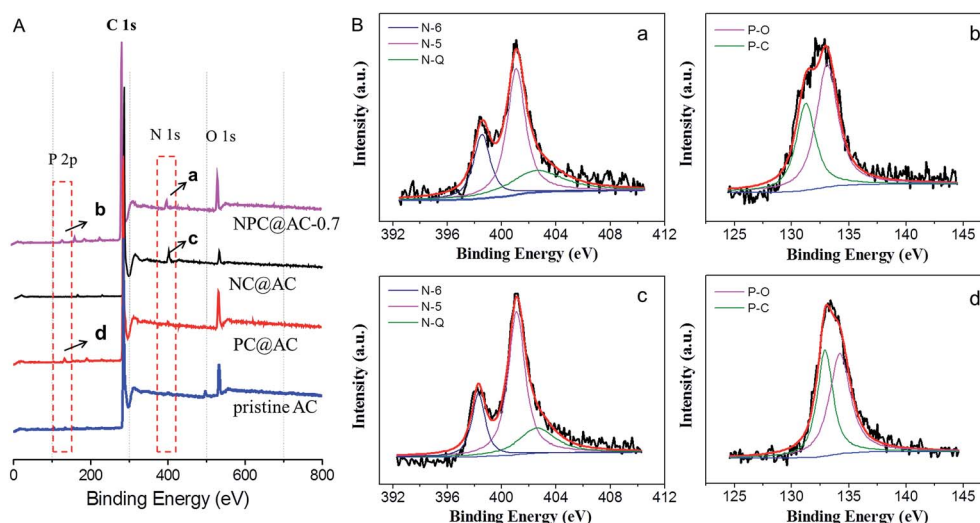 A
C 1s
P 2p
N 1s
O 1s
a
b
NPC@AC-0.7
c
NC@AC
d
PC@AC
pristine AC
0 200 400 600 800
Binding Energy (eV)
B
N-6
N-5
N-Q
a
Intensity (a.u.)
392 396 400 404 408 412
Binding Energy (eV)
P-O
P-C
b
Intensity (a.u.)
125 130 135 140 145
Binding Energy (eV)
N-6
N-5
N-Q
c
Intensity (a.u.)
392 396 400 404 408 412
Binding Energy (eV)
P-O
P-C
d
Intensity (a.u.)
125 130 135 140 145
Binding Energy (eV)